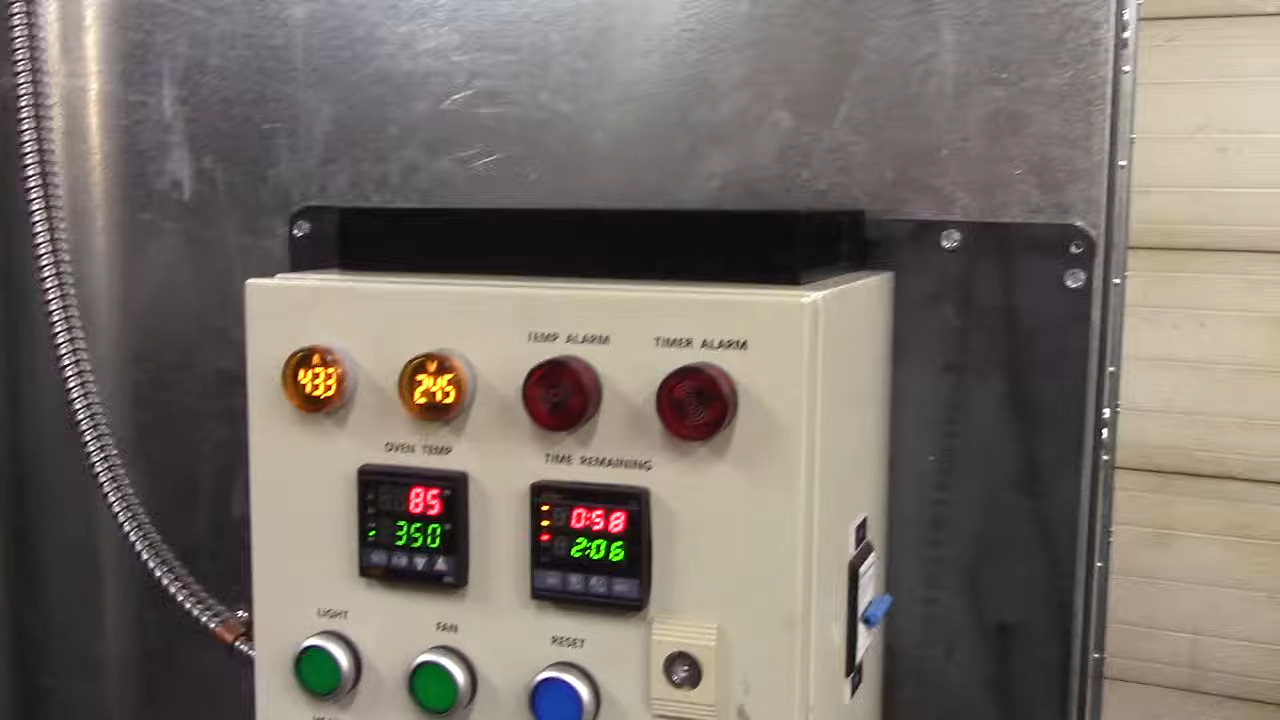 TEMP ALARM
TIMER ALARM
A
433
V
245
OVEN TEMP
TIME REMAINING
85
350
0:58
2:06
LIGHT
FAN
RESET